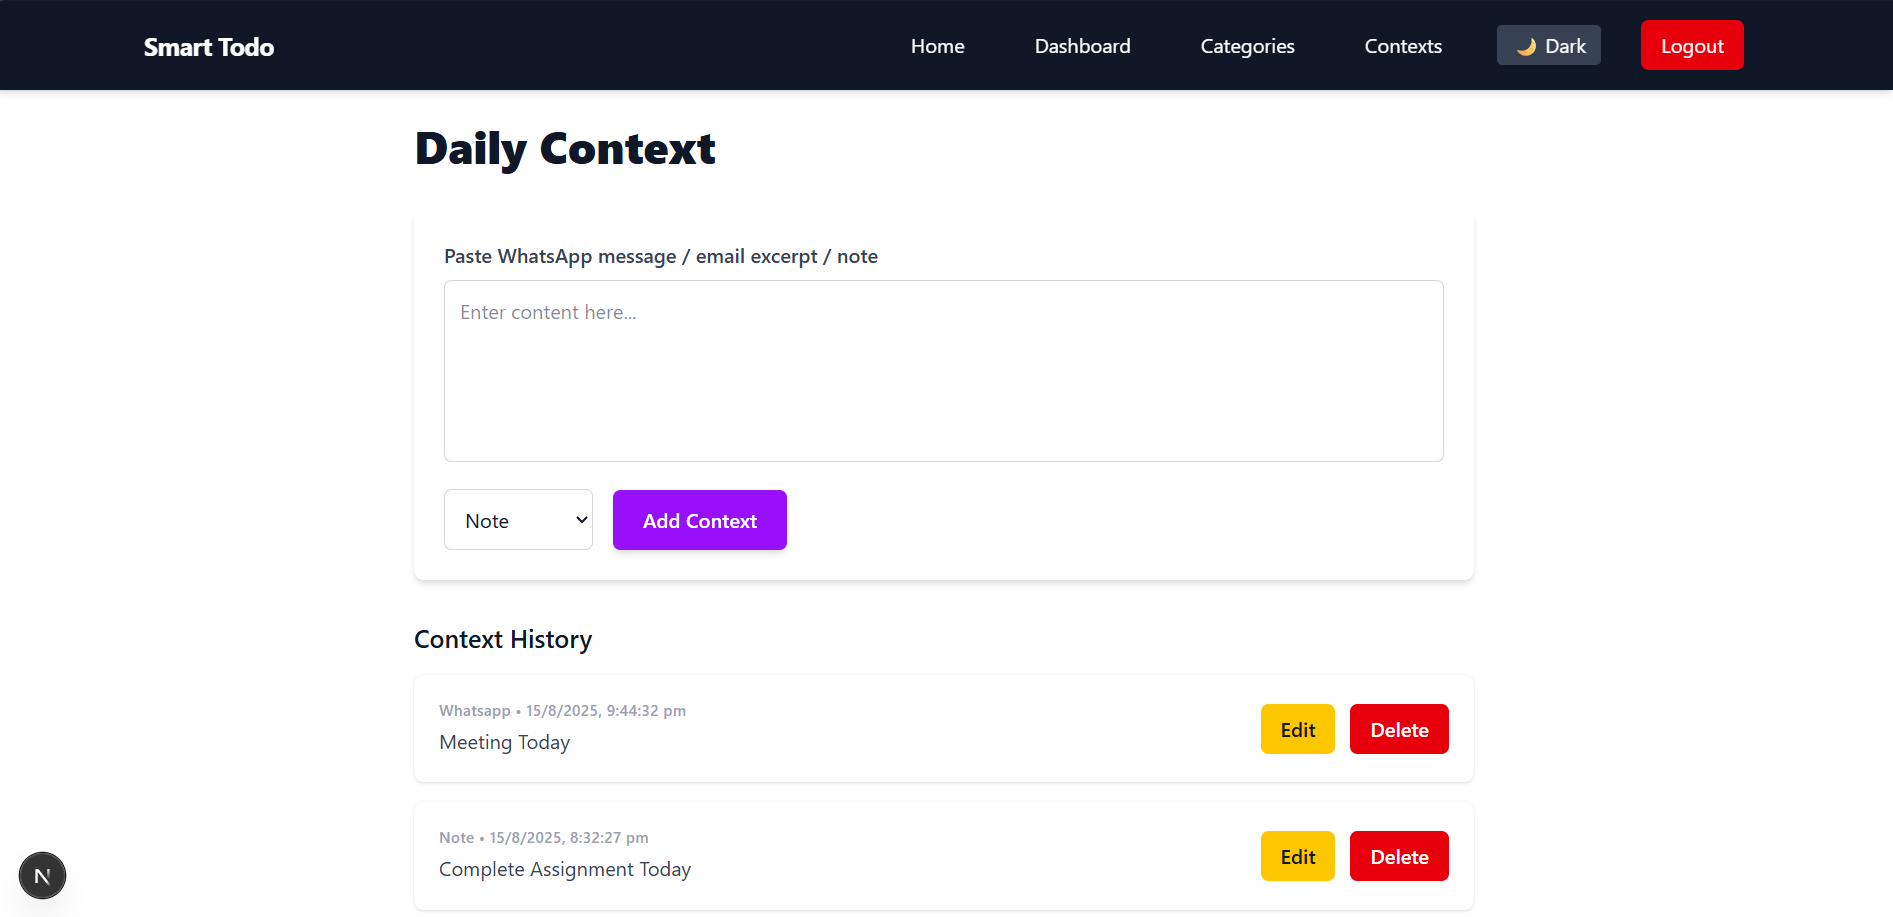 Smart Todo
Home
Dashboard
Categories
Contexts
🌙 Dark
Logout
Daily Context
Paste WhatsApp message / email excerpt / note
Enter content here...
Note
Add Context
Context History
Whatsapp • 15/8/2025, 9:44:32 pm
Meeting Today
Edit
Delete
Note • 15/8/2025, 8:32:27 pm
Complete Assignment Today
Edit
Delete
N